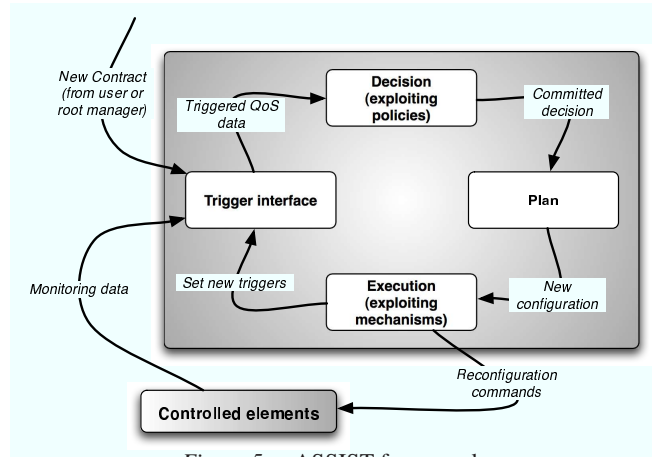 New Contract
(from user or
root manager)
Triggered QoS
data
Decision
(exploiting
policies)
Committed
decision
Trigger interface
Plan
Set new triggers
Execution
(exploiting
mechanisms)
New
configuration
Monitoring data
Reconfiguration
commands
Controlled elements
ASSIST